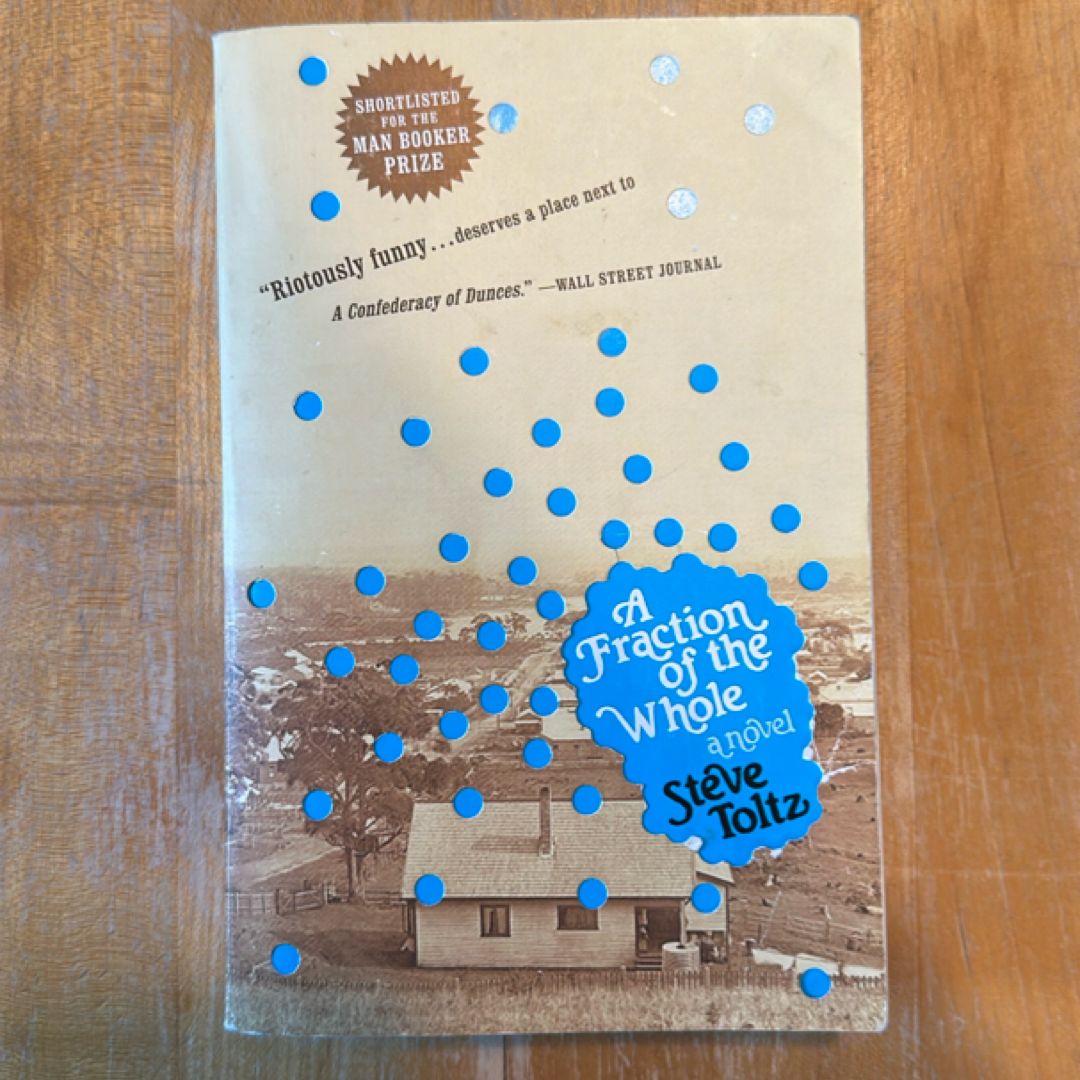 SHORTLISTED
FOR THE
MAN BOOKER
PRIZE
“Riotously funny...deserves a place next to
A Confederacy of Dunces.” —WALL STREET JOURNAL
A
Fraction
of the
Whole
a novel
Steve
Toltz